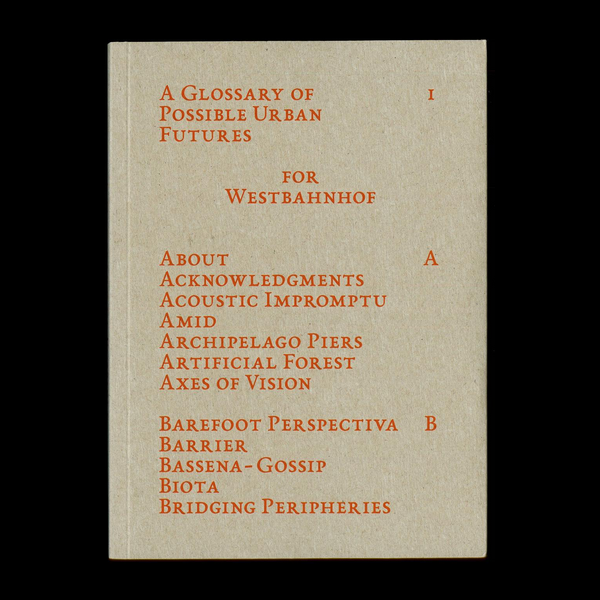 A Glossary of 1
Possible Urban
Futures
for
Westbahnhof
About A
Acknowledgments
Acoustic Impromptu
Amid
Archipelago Piers
Artificial Forest
Axes of Vision
Barefoot Perspectiva B
Barrier
Bassena-Gossip
Biota
Bridging Peripheries